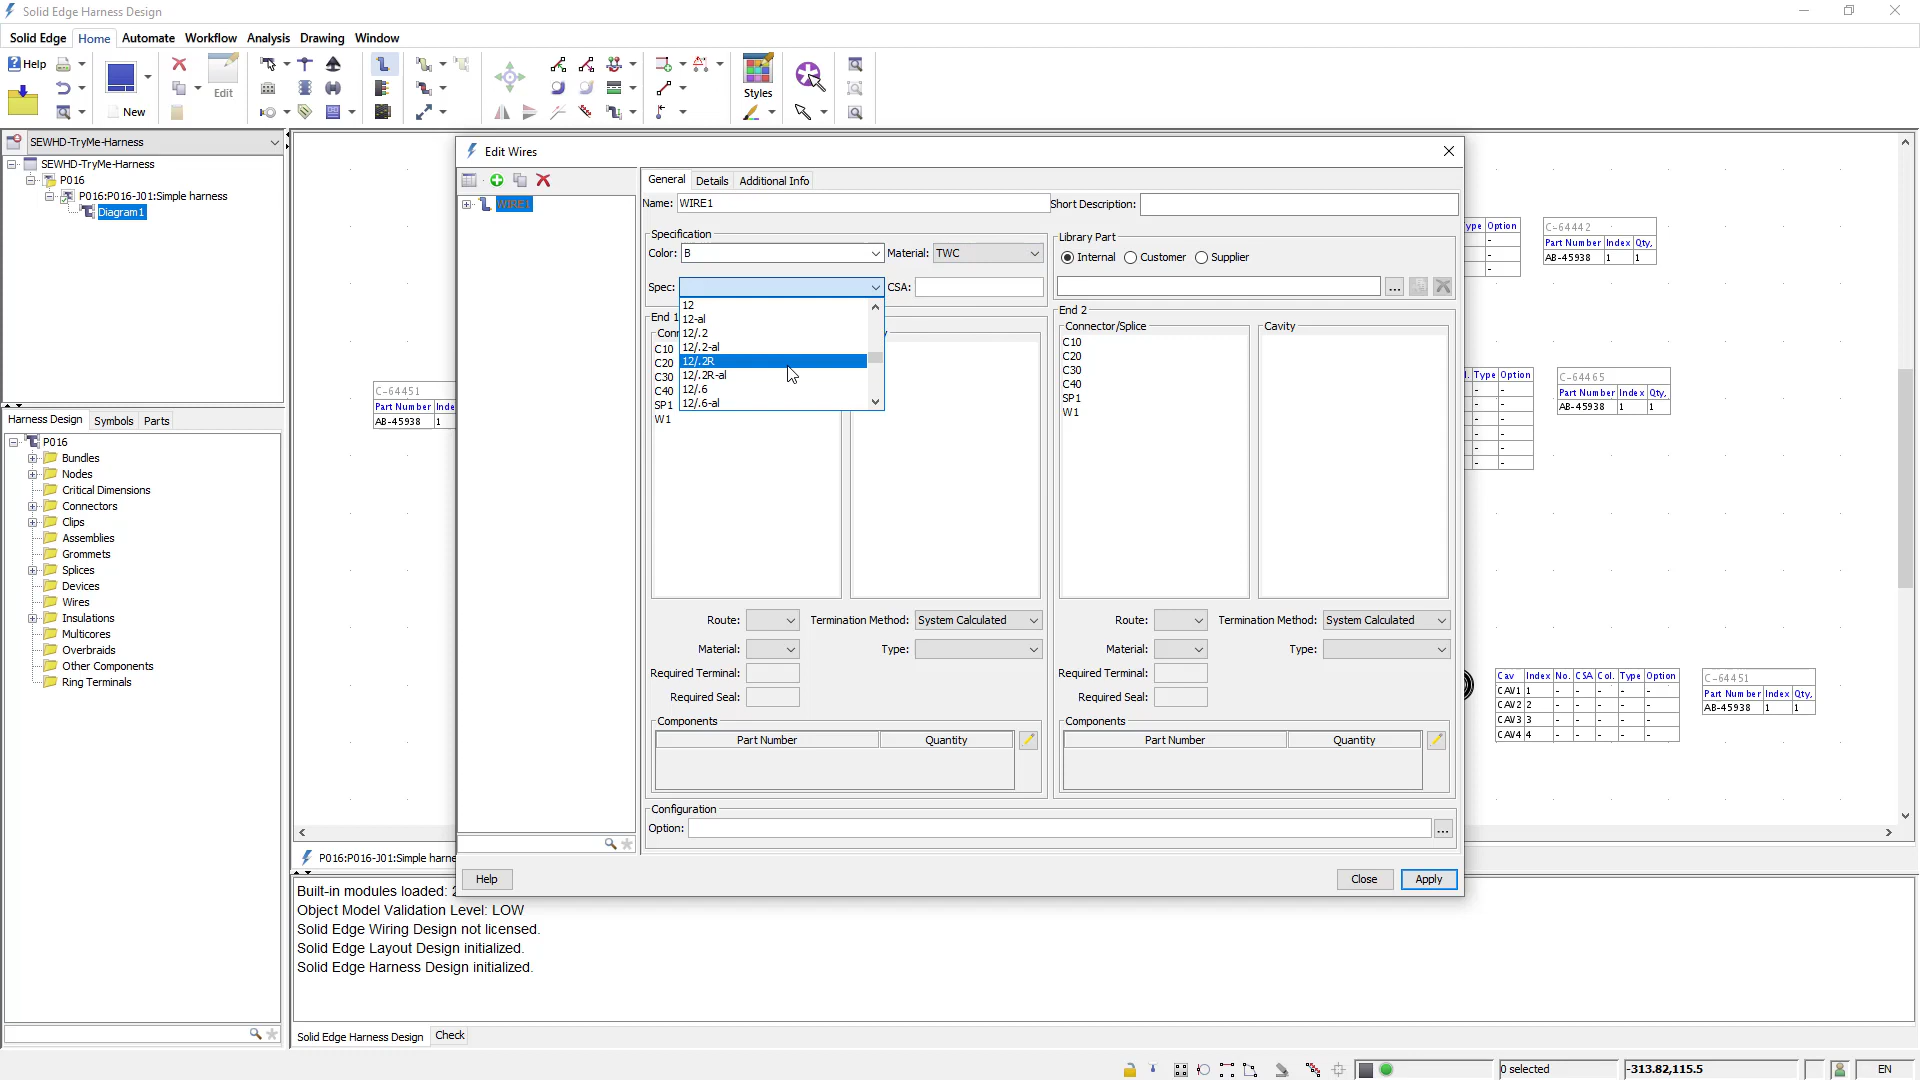 Solid Edge Harness Design
Solid Edge Home Automate Workflow Analysis Drawing Window
Help
New
Edit
Styles
SEWHD-TryMe-Harness
SEWHD-TryMe-Harness
P016
P016:P016-J01:Simple harness
Diagram1
Harness Design Symbols Parts
P016
Bundles
Nodes
Critical Dimensions
Connectors
Clips
Assemblies
Grommets
Splices
Devices
Wires
Insulations
Multicores
Overbraids
Other Components
Ring Terminals
C-64451
Part Number Inde
AB-45938 1
Edit Wires
WIRE1
General Details Additional Info
Name: WIRE1 Short Description:
Specification
Color: B Material: TWC
Spec: CSA:
12
12-al
12/.2
12/.2-al
12/.2R
12/.2R-al
12/.6
12/.6-al
Library Part
Internal Customer Supplier
...
End 1
Conn
C10
C20
C30
C40
SP1
W1
End 2
Connector/Splice Cavity
C10
C20
C30
C40
SP1
W1
Route: Termination Method: System Calculated
Material: Type:
Required Terminal:
Required Seal:
Components
Part Number Quantity
Route: Termination Method: System Calculated
Material: Type:
Required Terminal:
Required Seal:
Components
Part Number Quantity
Configuration
Option: ...
Help Close Apply
ype Option
-
-
-
C-64442
Part Number Index Qty,
AB-45938 1 1
l. Type Option
- -
- -
- -
- -
- -
- -
C-64465
Part Number Index Qty,
AB-45938 1 1
Cav Index No. CSA Col. Type Option
CAV1 1 - - - - -
CAV2 2 - - - - -
CAV3 3 - - - - -
CAV4 4 - - - - -
C-64451
Part Number Index Qty,
AB-45938 1 1
P016:P016-J01:Simple harne
Built-in modules loaded: 2
Object Model Validation Level: LOW
Solid Edge Wiring Design not licensed.
Solid Edge Layout Design initialized.
Solid Edge Harness Design initialized.
Solid Edge Harness Design Check
0 selected -313.82,115.5 EN